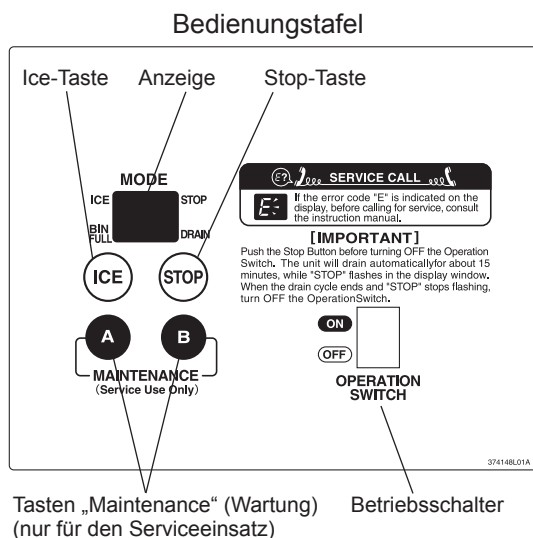 Bedienungstafel
Ice-Taste
Anzeige
Stop-Taste
MODE
ICE
STOP
BIN
FULL
DRAIN
ICE
STOP
A
B
MAINTENANCE
(Service Use Only)
E?
SERVICE CALL
E
If the error code "E" is indicated on the
display, before calling for service, consult
the instruction manual.
[IMPORTANT]
Push the Stop Button before turning OFF the Operation
Switch. The unit will drain automaticallyfor about 15
minutes, while "STOP" flashes in the display window.
When the drain cycle ends and "STOP" stops flashing,
turn OFF the OperationSwitch.
ON
OFF
OPERATION
SWITCH
374148L01A
Tasten „Maintenance“ (Wartung)
(nur für den Serviceeinsatz)
Betriebsschalter